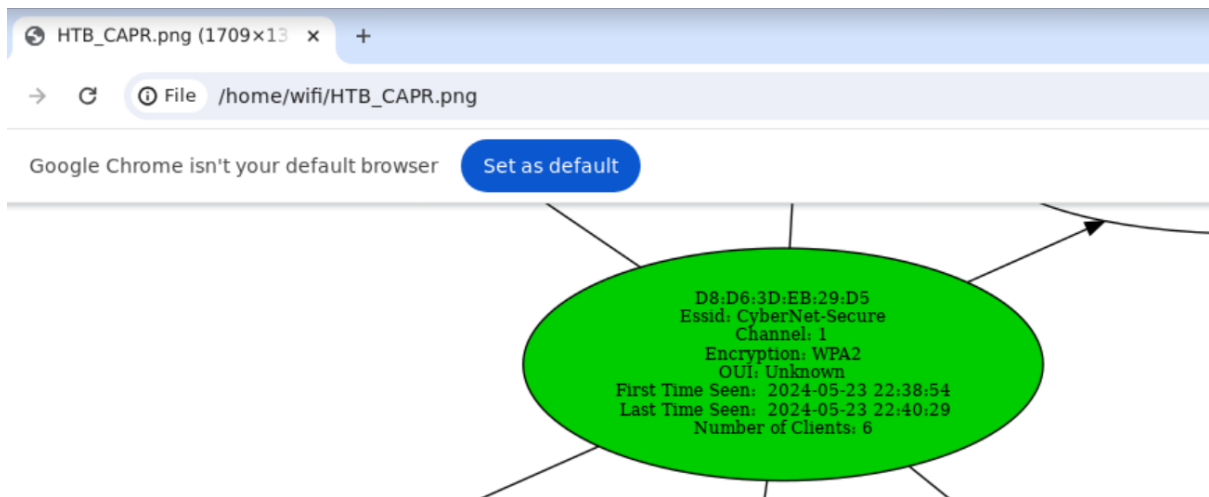 HTB_CAPR.png (1709×13
File /home/wifi/HTB_CAPR.png
Google Chrome isn't your default browser Set as default
D8:D6:3D:EB:29:D5
Essid: CyberNet-Secure
Channel: 1
Encryption: WPA2
OUI: Unknown
First Time Seen: 2024-05-23 22:38:54
Last Time Seen: 2024-05-23 22:40:29
Number of Clients: 6